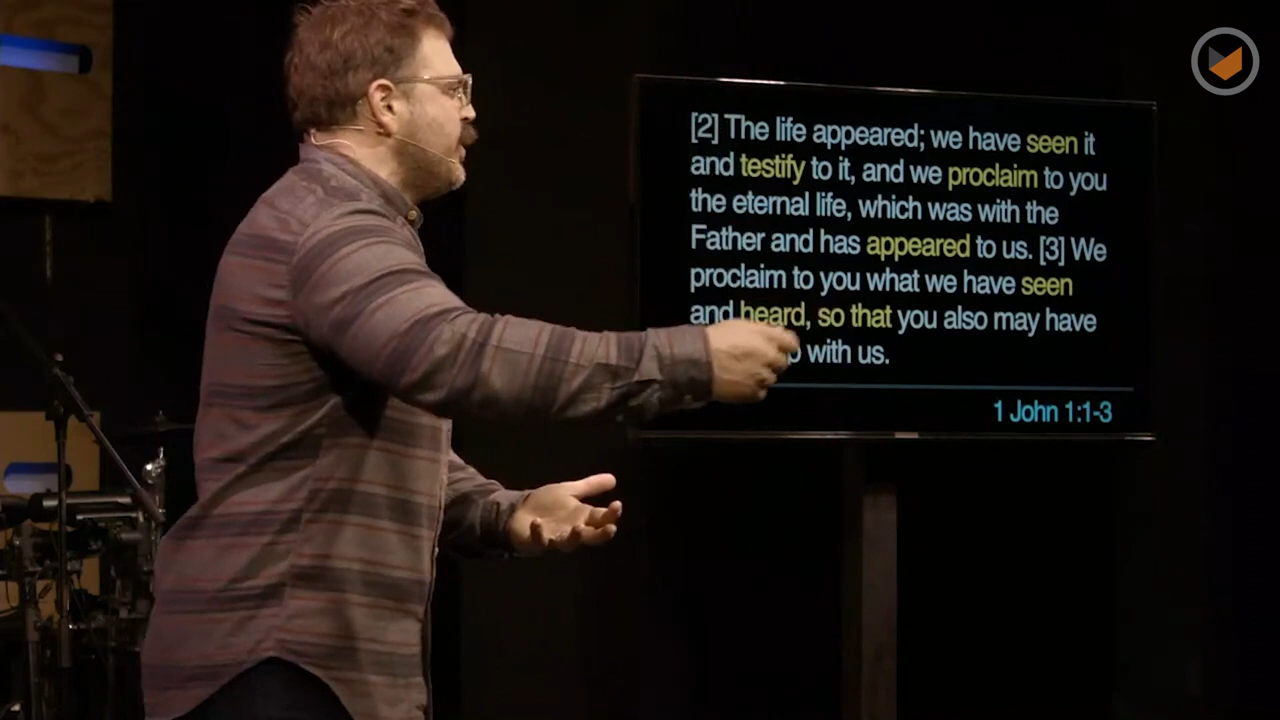 [2] The life appeared; we have seen it
and testify to it, and we proclaim to you
the eternal life, which was with the
Father and has appeared to us. [3] We
proclaim to you what we have seen
and heard, so that you also may have
with us.
1 John 1:1-3